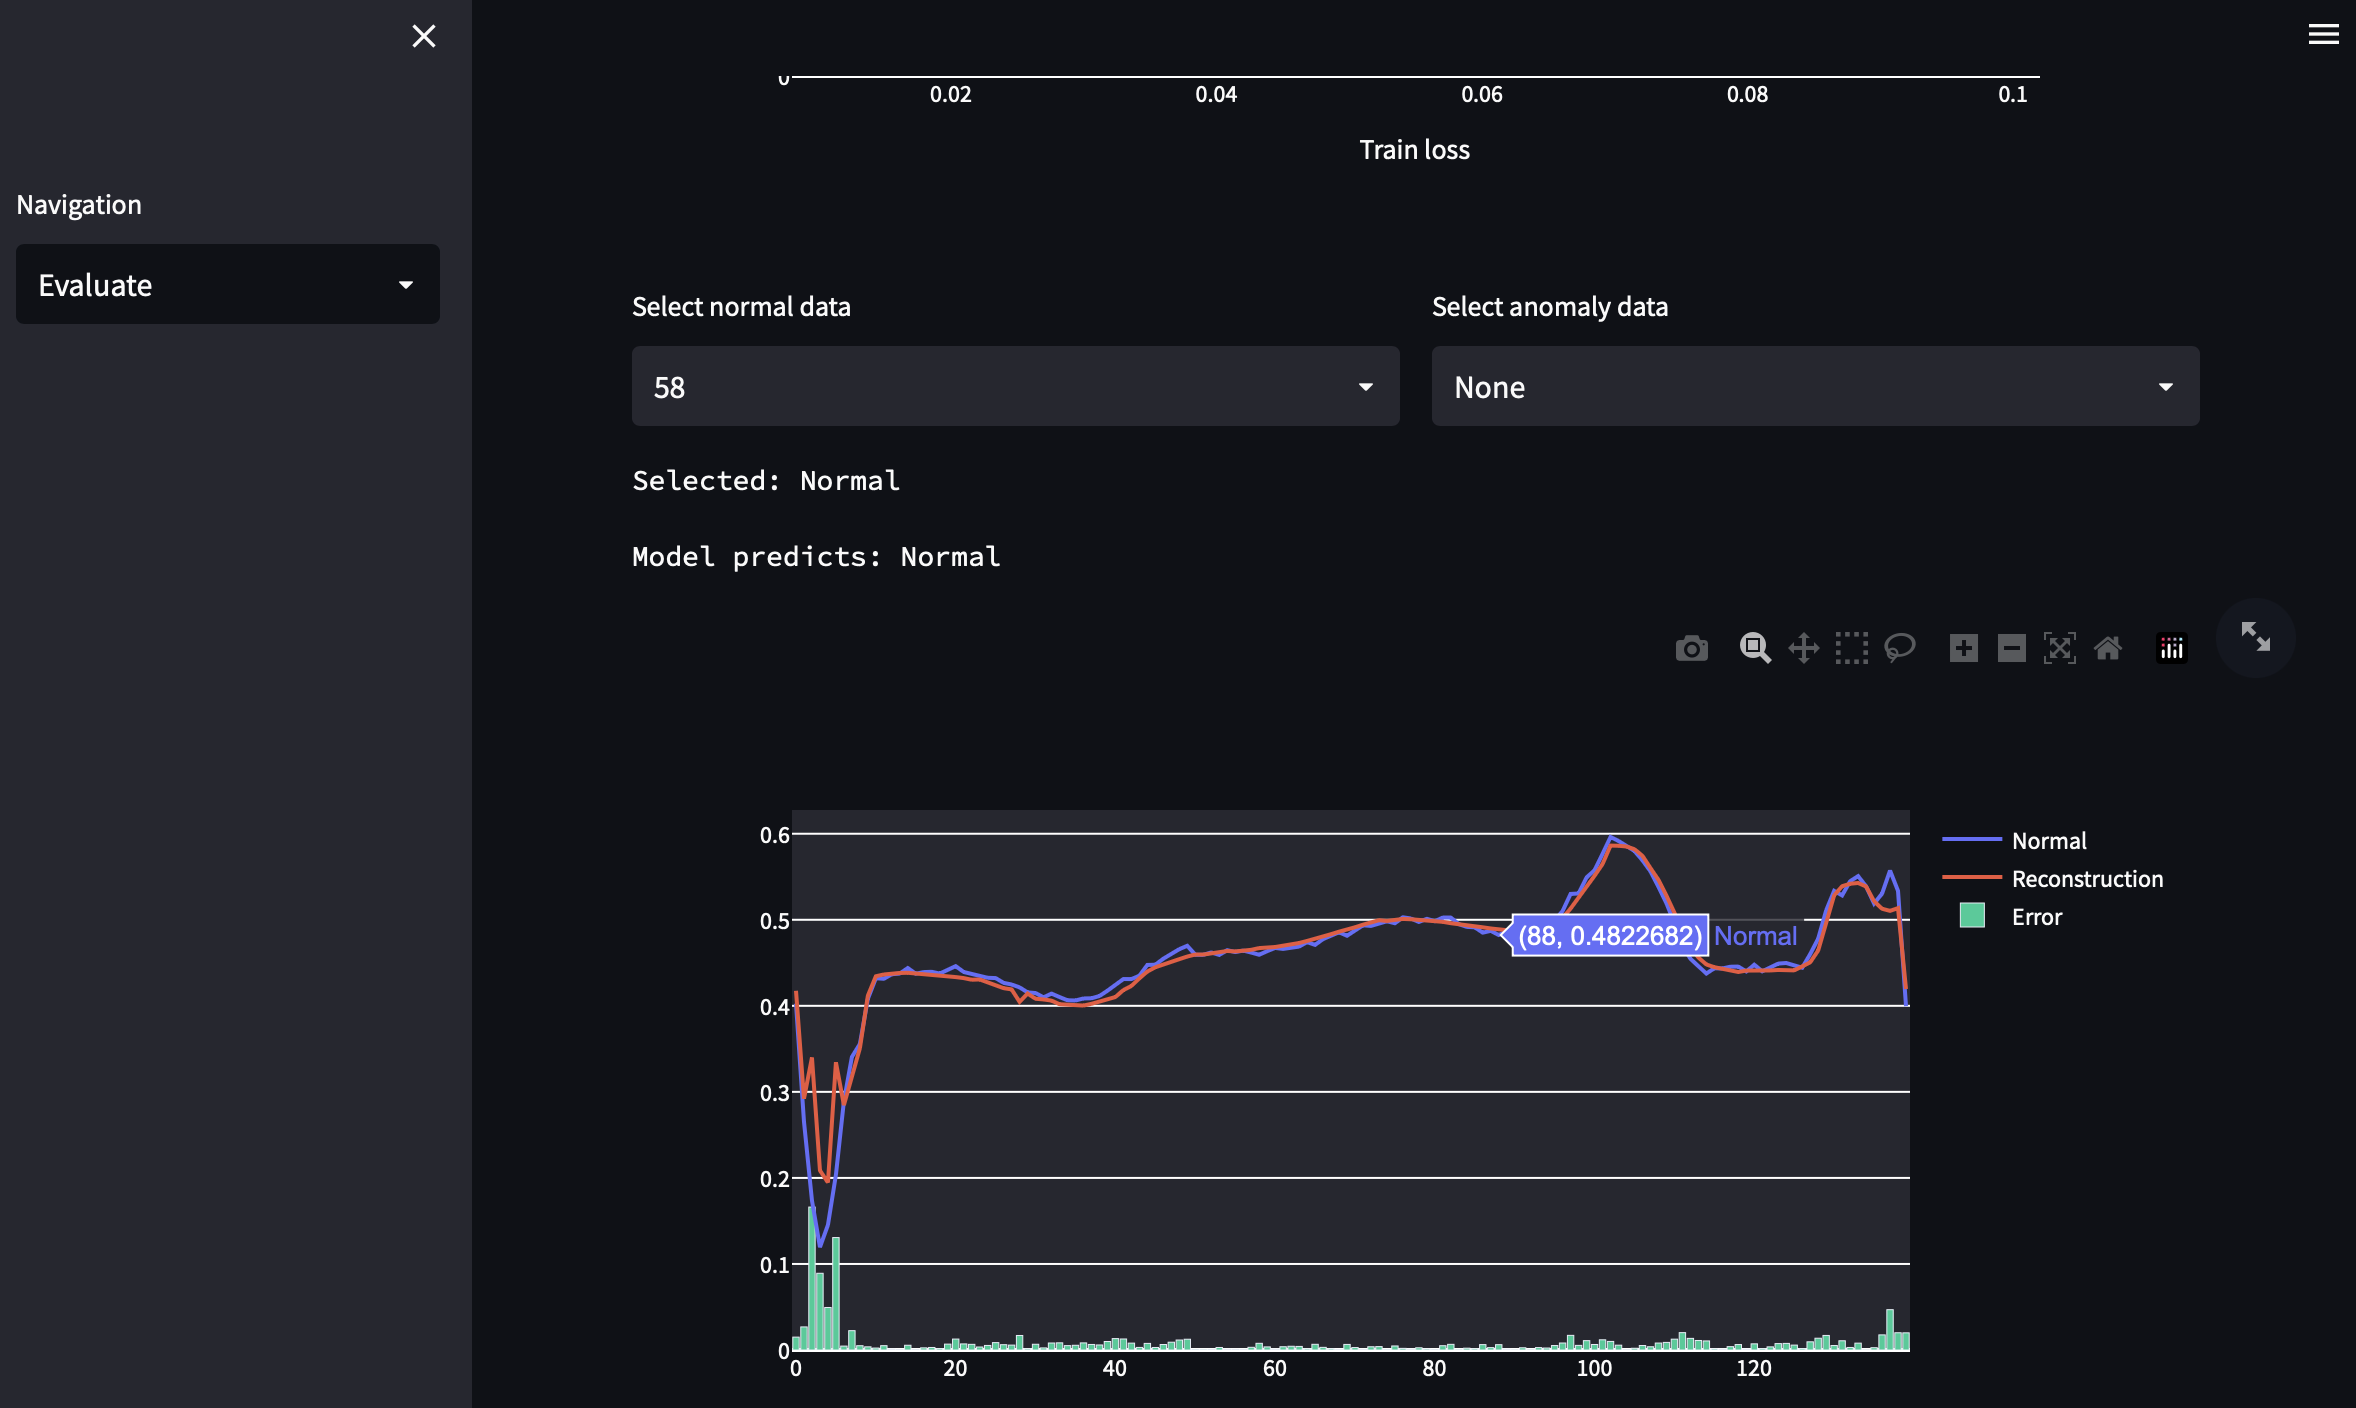 0
0.02 0.04 0.06 0.08 0.1
Train loss
Navigation
Evaluate
Select normal data
Select anomaly data
58
None
Selected: Normal
Model predicts: Normal
0.6
0.5
0.4
0.3
0.2
0.1
0
0 20 40 60 80 100 120
(88, 0.4822682) Normal
Normal
Reconstruction
Error